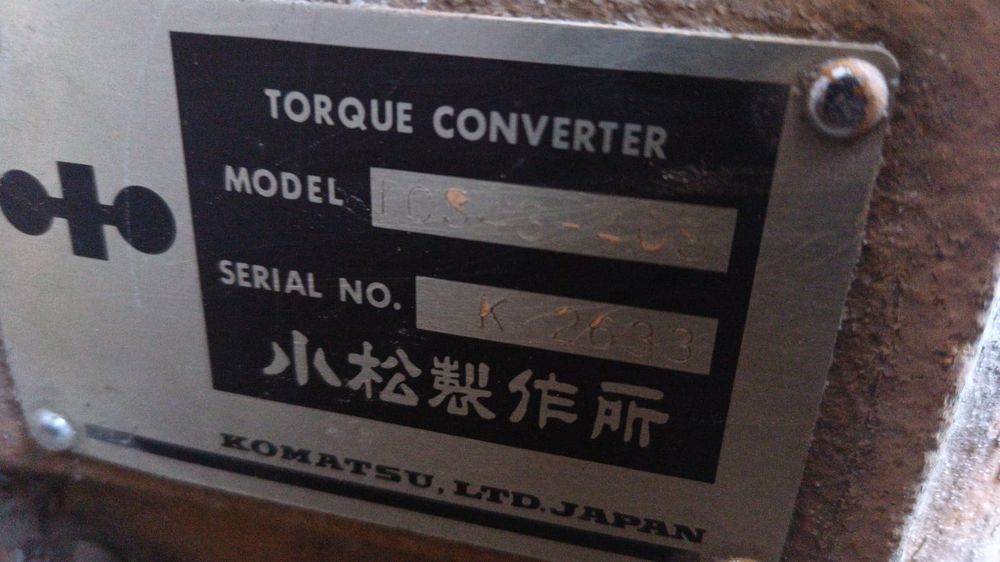 TORQUE CONVERTER
MODEL
SERIAL NO. K 2633
小松製作所
KOMATSU, LTD. JAPAN